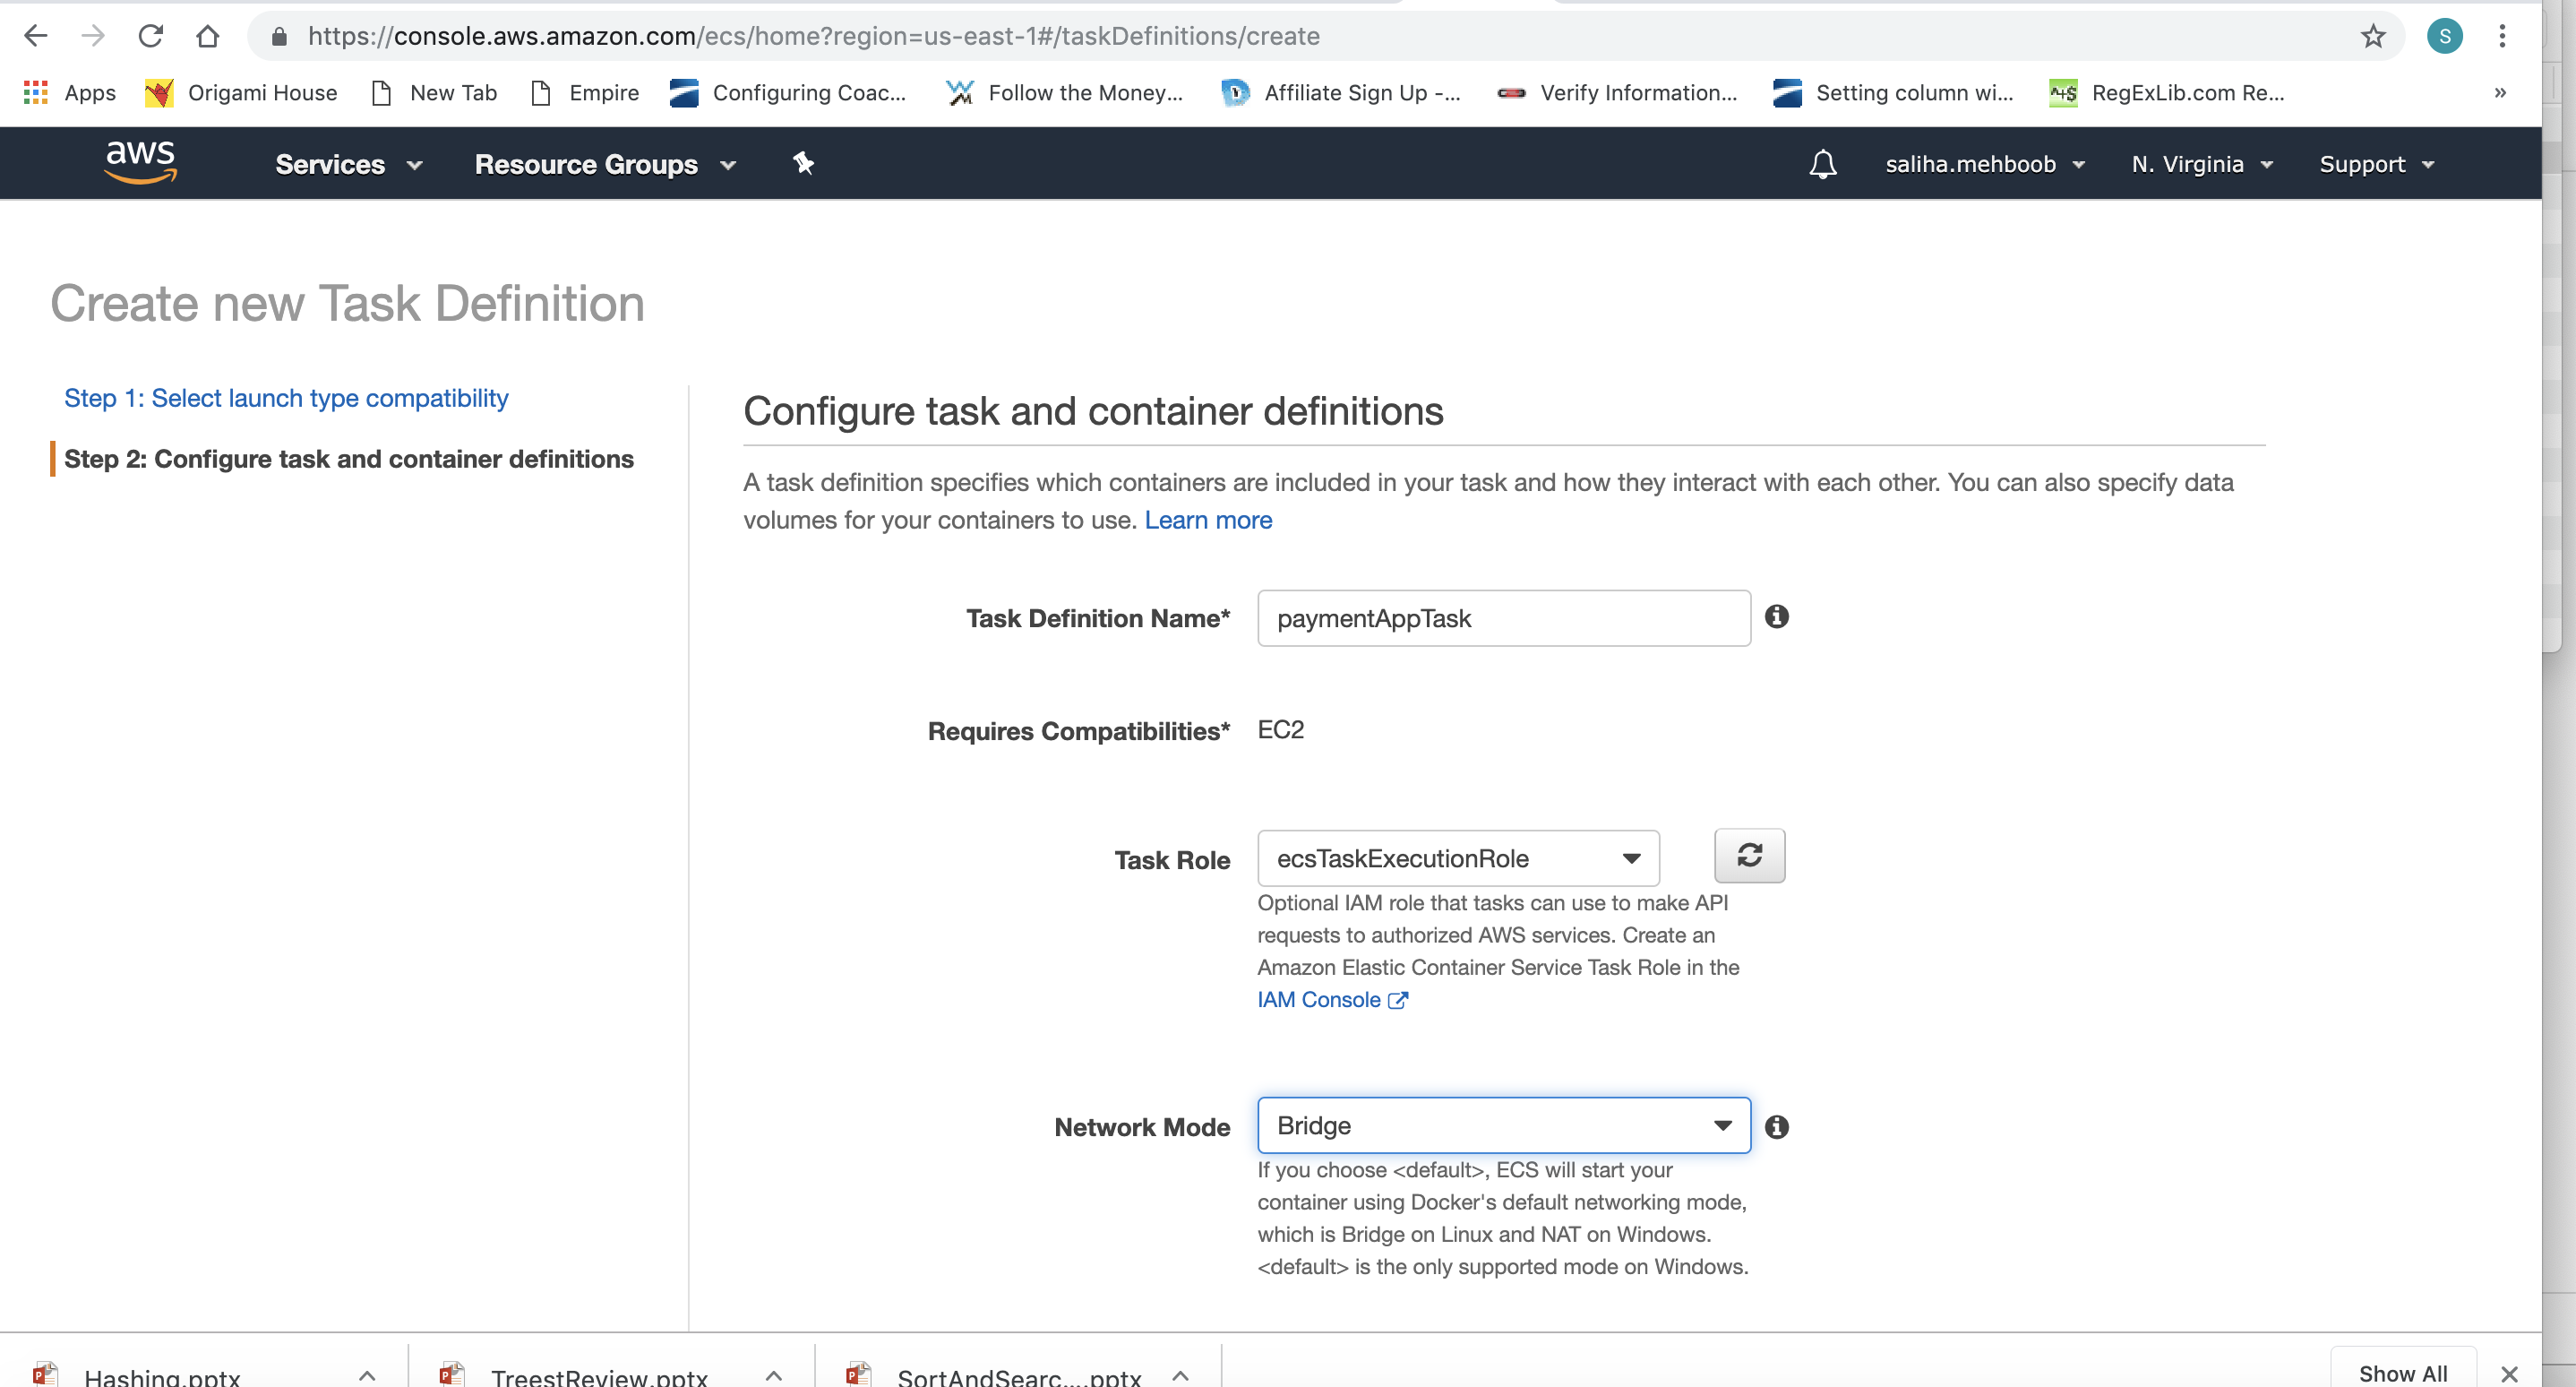 https://console.aws.amazon.com/ecs/home?region=us-east-1#/taskDefinitions/create
S
Apps
Origami House
New Tab
Empire
Configuring Coac...
Follow the Money...
Affiliate Sign Up -...
Verify Information...
Setting column wi...
RegExLib.com Re...
»
aws
Services
Resource Groups
saliha.mehboob
N. Virginia
Support
Create new Task Definition
Step 1: Select launch type compatibility
Step 2: Configure task and container definitions
Configure task and container definitions
A task definition specifies which containers are included in your task and how they interact with each other. You can also specify data
volumes for your containers to use. Learn more
Task Definition Name*
paymentAppTask
Requires Compatibilities*
EC2
Task Role
ecsTaskExecutionRole
Optional IAM role that tasks can use to make API
requests to authorized AWS services. Create an
Amazon Elastic Container Service Task Role in the
IAM Console
Network Mode
Bridge
If you choose <default>, ECS will start your
container using Docker's default networking mode,
which is Bridge on Linux and NAT on Windows.
<default> is the only supported mode on Windows.
Hashing.pptx
TreestReview.pptx
SortAndSearc....pptx
Show All